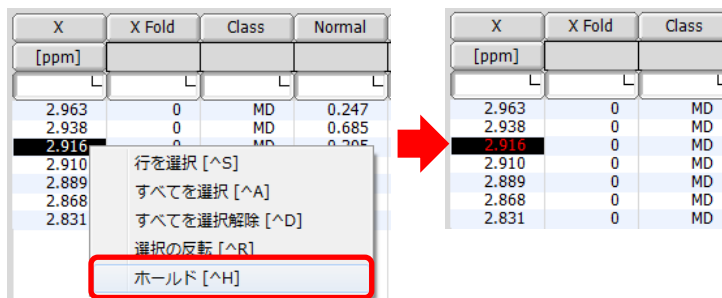 X X Fold Class Normal
[ppm]
2.963 0 MD 0.247
2.938 0 MD 0.685
2.916
2.910
2.889
2.868
2.831
行を選択 [^S]
すべてを選択 [^A]
すべてを選択解除 [^D]
選択の反転 [^R]
ホールド [^H]
X X Fold Class
[ppm]
2.963 0 MD
2.938 0 MD
2.916 0 MD
2.910 0 MD
2.889 0 MD
2.868 0 MD
2.831 0 MD